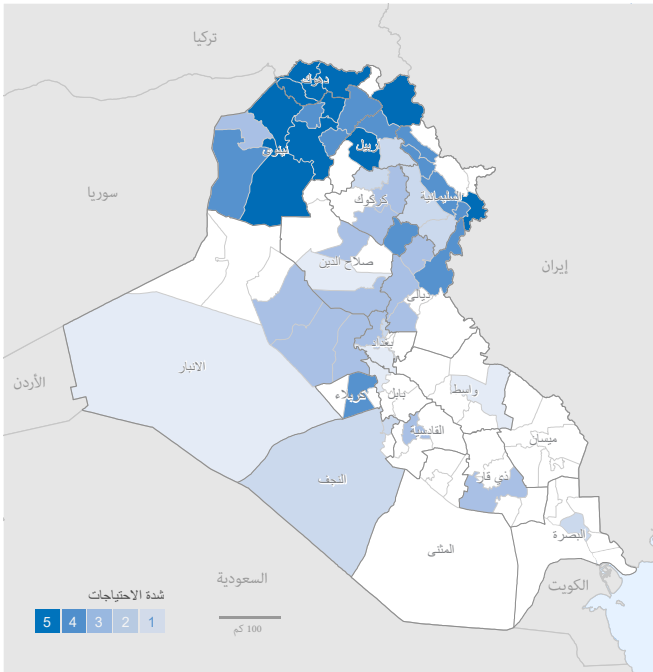 تركيا
دهوك
نينوى
اربيل
سوريا
السليمانية
كركوك
صلاح الدين
إيران
ديالى
بغداد
الانبار
الأردن
كربلاء
بابل
واسط
القادسية
ميسان
النجف
ذي قار
البصرة
المثنى
السعودية
الكويت
شدة الاحتياجات
5 4 3 2 1
100 كم